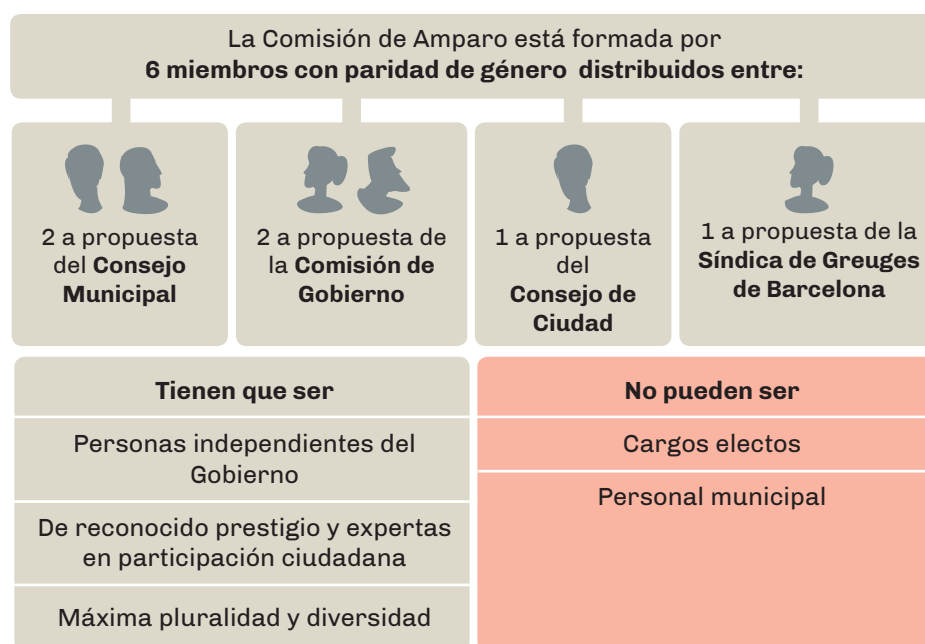 La Comisión de Amparo está formada por
6 miembros con paridad de género distribuidos entre:
2 a propuesta
del Consejo
Municipal
2 a propuesta de
la Comisión de
Gobierno
1 a propuesta
del
Consejo de
Ciudad
1 a propuesta de la
Síndica de Greuges
de Barcelona
Tienen que ser
Personas independientes del
Gobierno
De reconocido prestigio y expertas
en participación ciudadana
Máxima pluralidad y diversidad
No pueden ser
Cargos electos
Personal municipal